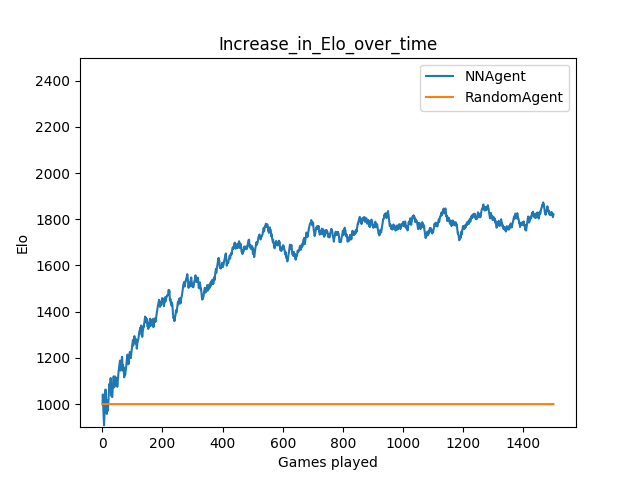 Increase_in_Elo_over_time
NNAgent
RandomAgent
2400
2200
2000
1800
1600
1400
1200
1000
Elo
0 200 400 600 800 1000 1200 1400
Games played